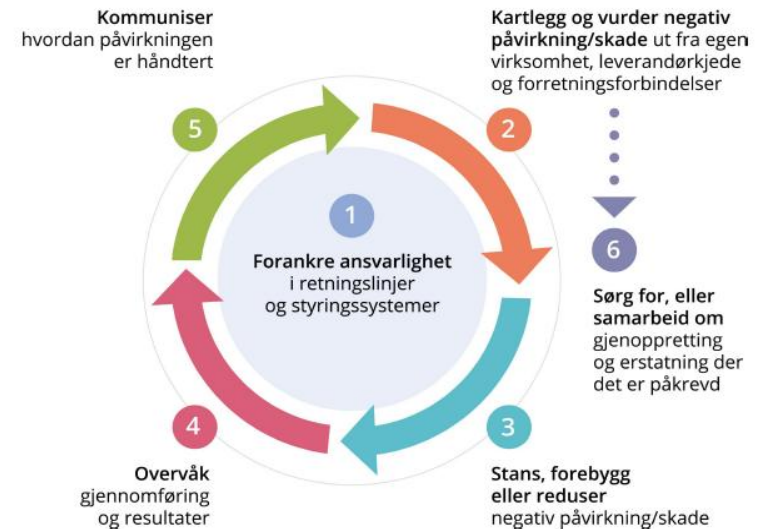 1
Forankre ansvarlighet
i retningslinjer
og styringssystemer
2
Kartlegg og vurder negativ
påvirkning/skade ut fra egen
virksomhet, leverandørkjede
og forretningsforbindelser
3
Stans, forebygg
eller reduser
negativ påvirkning/skade
4
Overvåk
gjennomføring
og resultater
5
Kommuniser
hvordan påvirkningen
er håndtert
6
Sørg for, eller
samarbeid om
gjenoppretting
og erstatning der
det er påkrevd